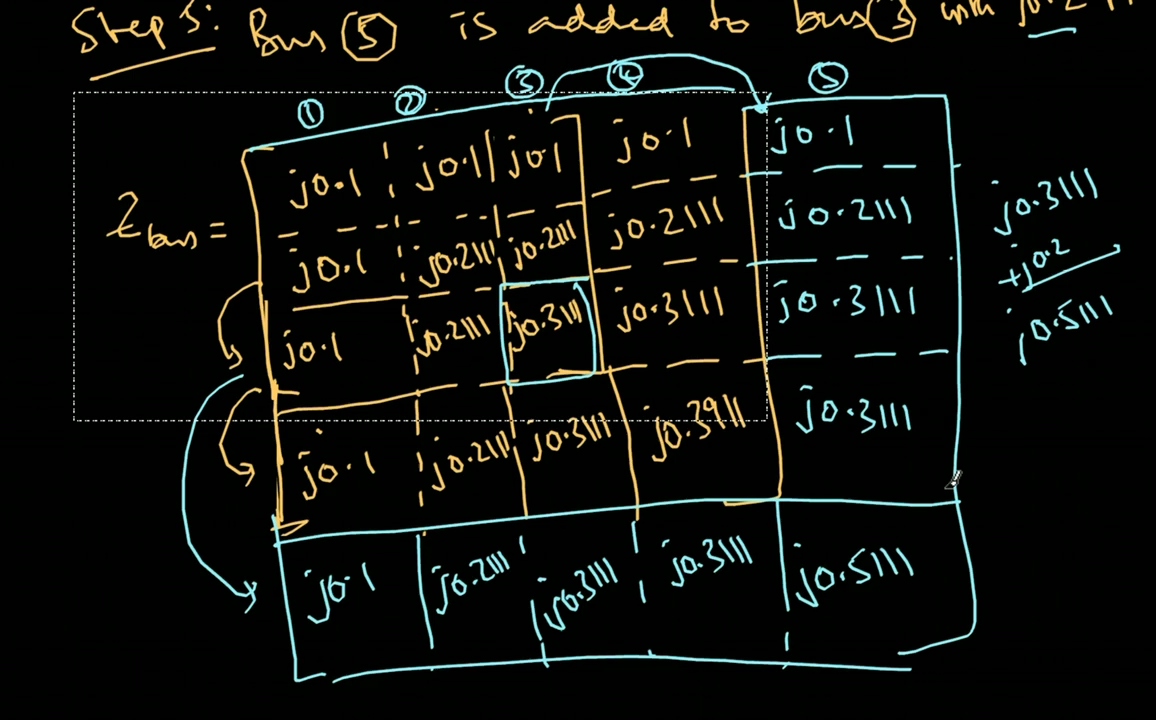 Step 5: Bus ⑤ is added to bus ③ with j0.2
① ② ③ ④ ⑤
j0.1 j0.1 j0.1 j0.1 j0.1
j0.3111
Zbus =
j0.1 j0.2111 j0.2111 j0.2111 j0.2111
+j0.2
j0.1 j0.2111 j0.3111 j0.3111 j0.3111
j0.5111
j0.1 j0.2111 j0.3111 j0.3911 j0.3111
j0.1 j0.2111 j0.3111 j0.3111 j0.5111